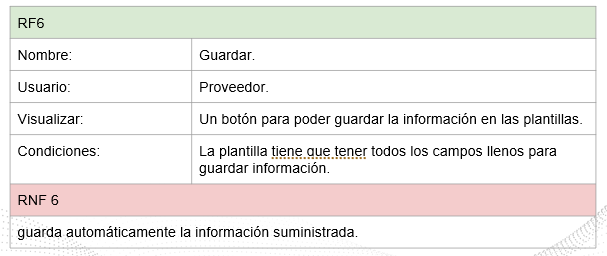 RF6
Nombre: Guardar.
Usuario: Proveedor.
Visualizar: Un botón para poder guardar la información en las plantillas.
Condiciones: La plantilla tiene que tener todos los campos llenos para
guardar información.
RNF 6
guarda automáticamente la información suministrada.